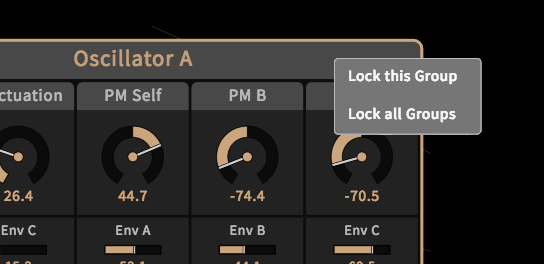 Oscillator A
Lock this Group
Lock all Groups
ctuation PM Self PM B
26.4 44.7 -74.4 -70.5
Env C Env A Env B Env C